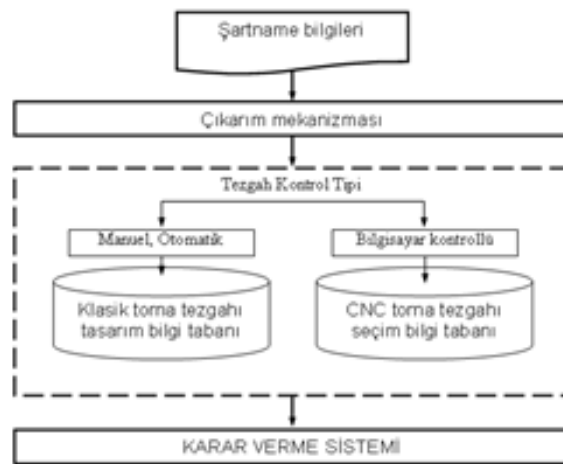 Şartname bilgileri
Çıkarım mekanizması
Tezgah Kontrol Tipi
Manuel, Otomatik
Bilgisayar kontrollü
Klasik torna tezgahı
tasarım bilgi tabanı
CNC torna tezgahı
seçim bilgi tabanı
KARAR VERME SİSTEMİ